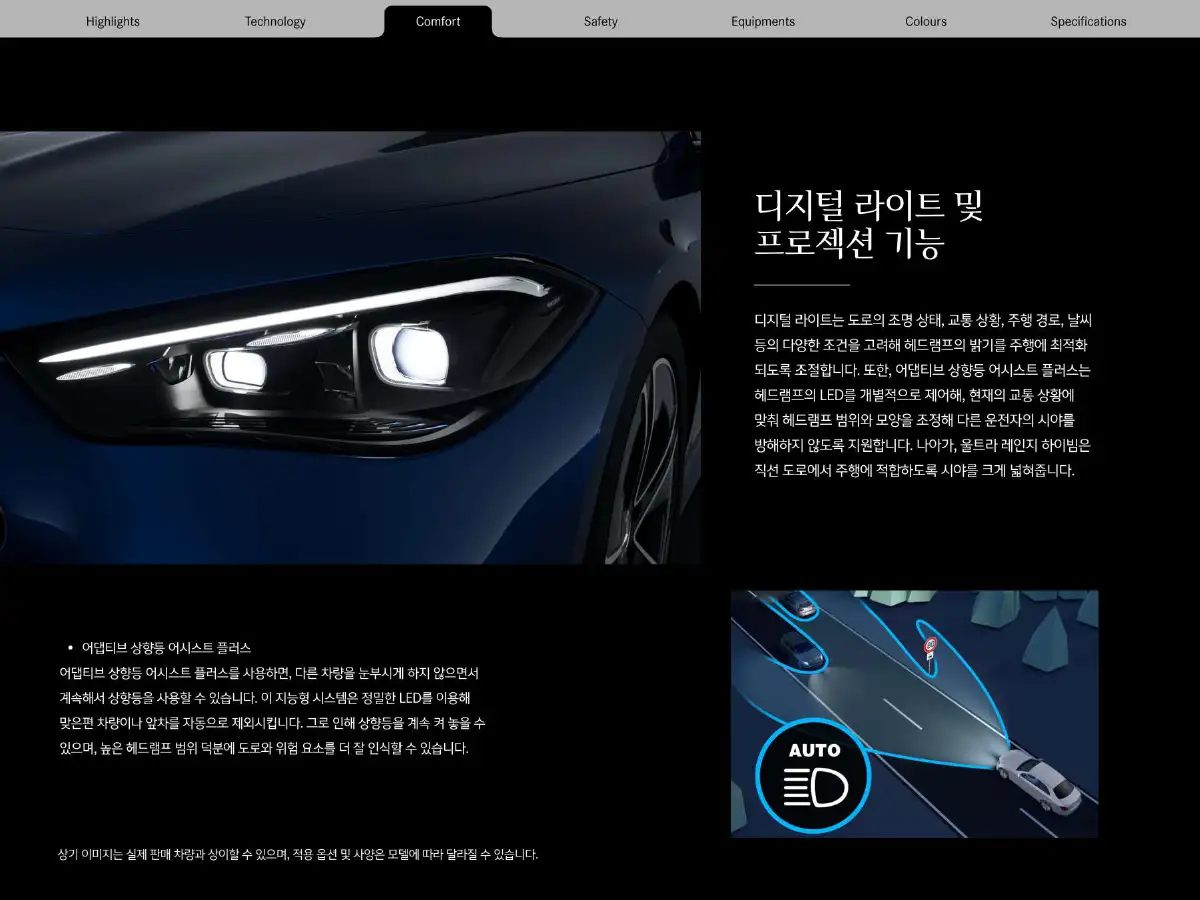 Highlights
Technology
Comfort
Safety
Equipments
Colours
Specifications
디지털 라이트 및
프로젝션 기능
디지털 라이트는 도로의 조명 상태, 교통 상황, 주행 경로, 날씨
등의 다양한 조건을 고려해 헤드램프의 밝기를 주행에 최적화
되도록 조절합니다. 또한, 어댑티브 상향등 어시스트 플러스는
헤드램프의 LED를 개별적으로 제어해, 현재의 교통 상황에
맞춰 헤드램프 범위와 모양을 조정해 다른 운전자의 시야를
방해하지 않도록 지원합니다. 나아가, 울트라 레인지 하이빔은
직선 도로에서 주행에 적합하도록 시야를 크게 넓혀줍니다.
• 어댑티브 상향등 어시스트 플러스
어댑티브 상향등 어시스트 플러스를 사용하면, 다른 차량을 눈부시게 하지 않으면서
계속해서 상향등을 사용할 수 있습니다. 이 지능형 시스템은 정밀한 LED를 이용해
맞은편 차량이나 앞차를 자동으로 제외시킵니다. 그로 인해 상향등을 계속 켜 놓을 수
있으며, 높은 헤드램프 범위 덕분에 도로와 위험 요소를 더 잘 인식할 수 있습니다.
AUTO
상기 이미지는 실제 판매 차량과 상이할 수 있으며, 적용 옵션 및 사양은 모델에 따라 달라질 수 있습니다.